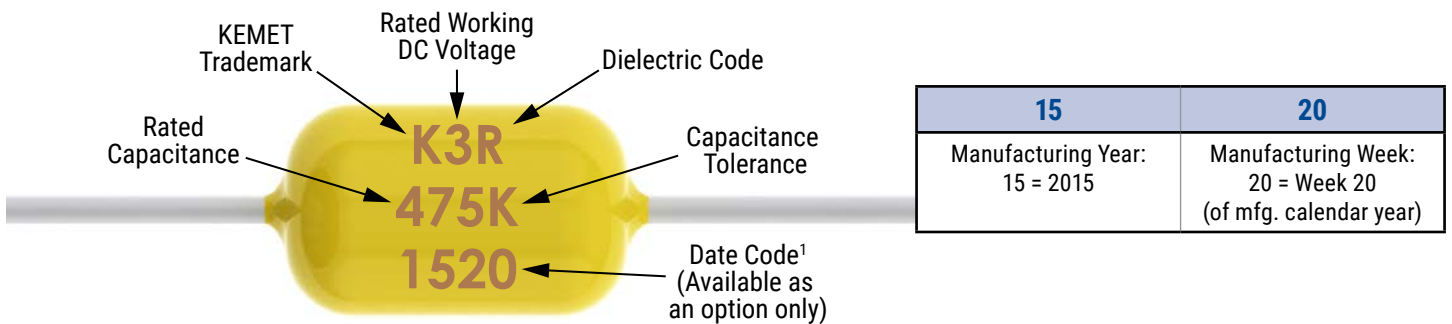 KEMET
Trademark
Rated Working
DC Voltage
Dielectric Code
Rated
Capacitance
K3R
475K
1520
Capacitance
Tolerance
Date Code1
(Available as
an option only)
15 20
Manufacturing Year:
15 = 2015
Manufacturing Week:
20 = Week 20
(of mfg. calendar year)